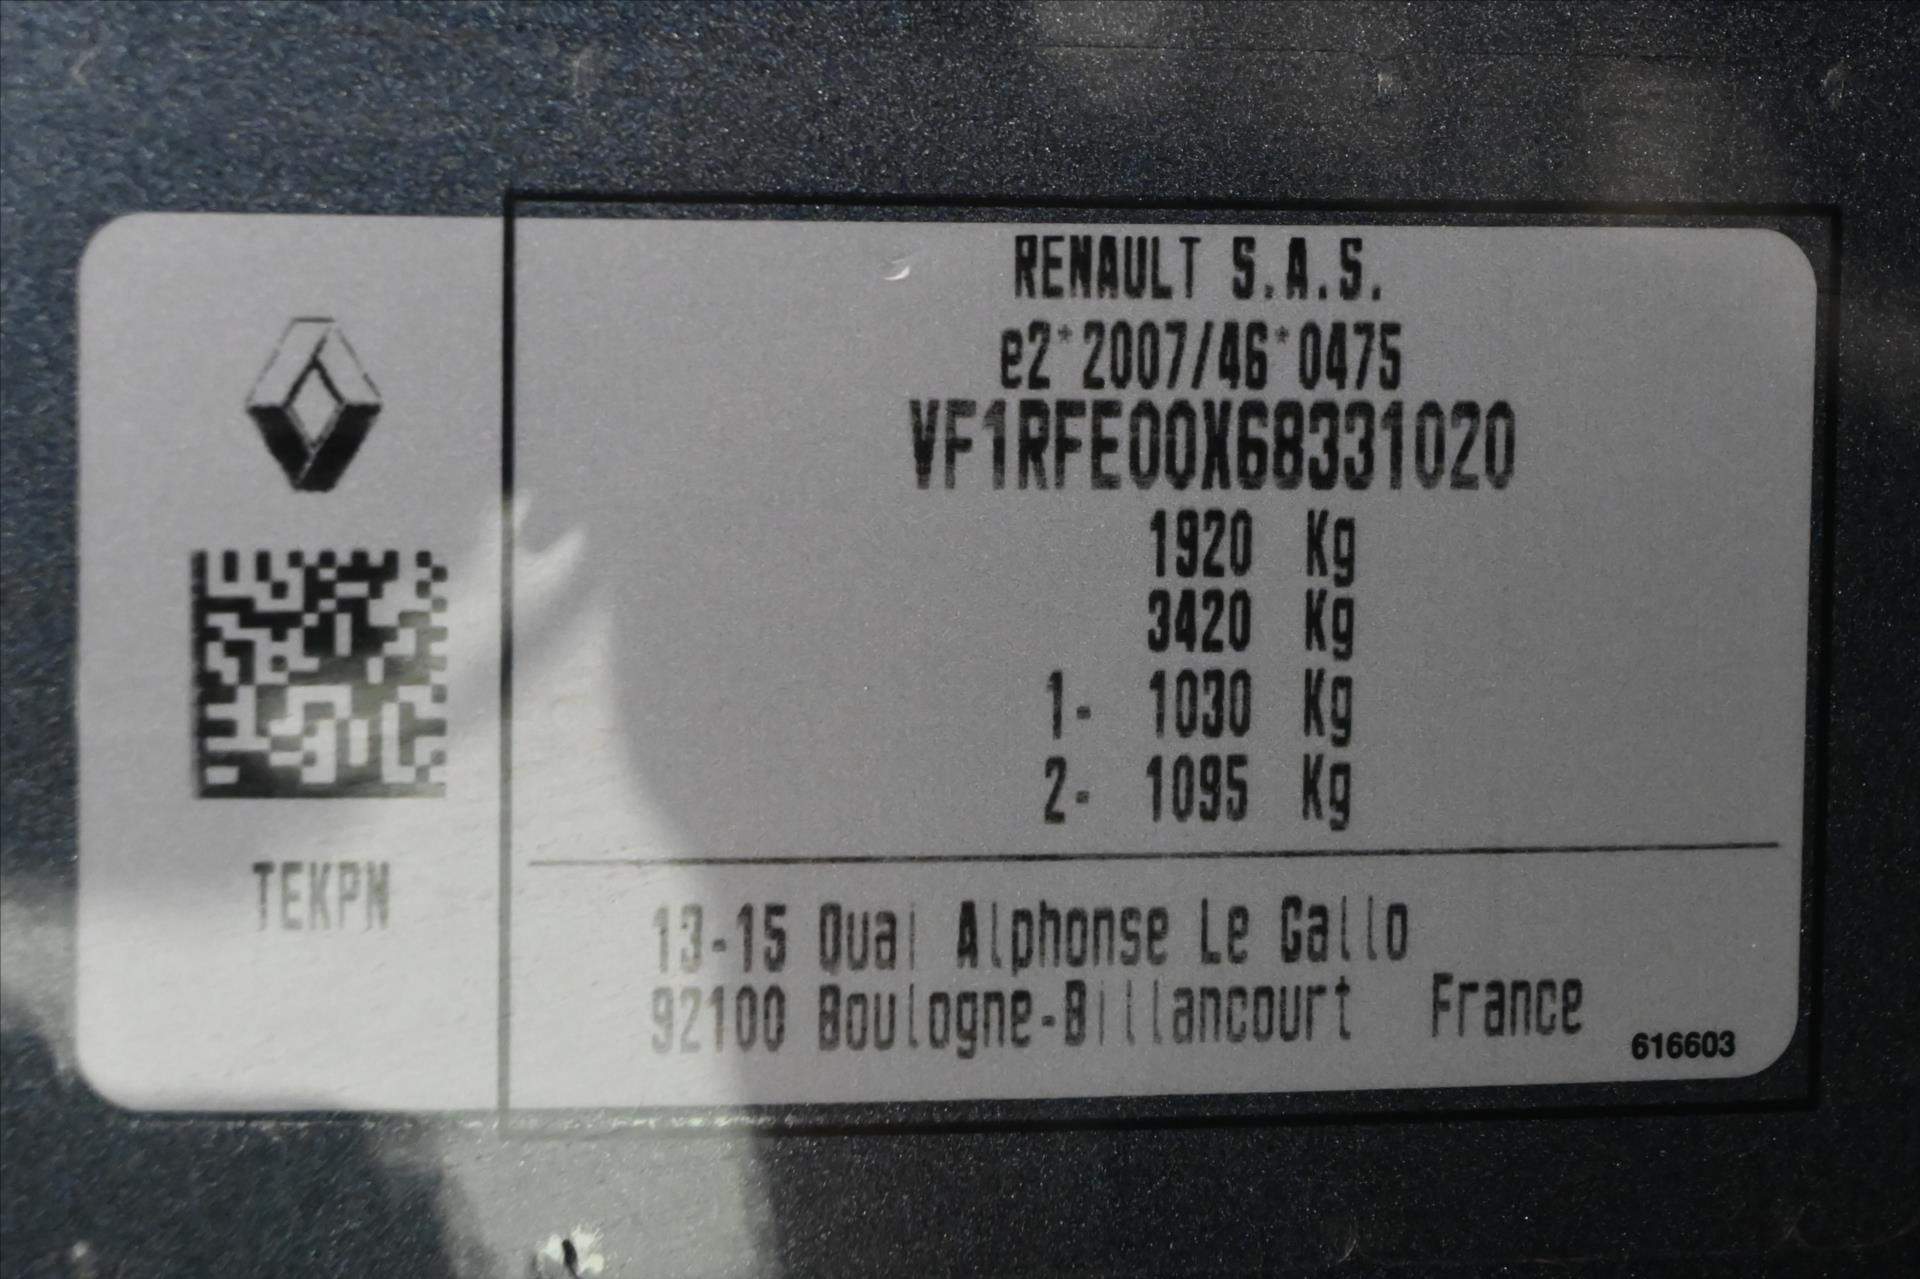 RENAULT S.A.S.
e2*2007/46*0475
VF1RFE00X68331020
1920 Kg
3420 Kg
1- 1030 Kg
2- 1095 Kg
TEKPN
13-15 Quai Alphonse Le Gallo
92100 Boulogne-Billancourt France
616603